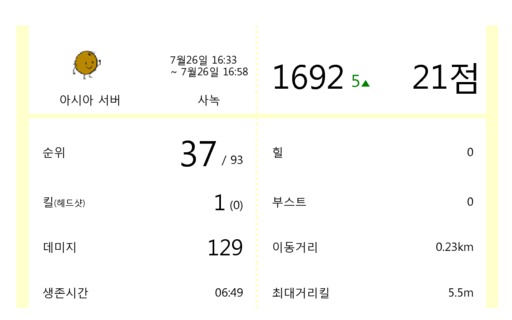 7월26일 16:33
~ 7월26일 16:58
아시아 서버
사녹
1692 5▲
21점
순위
37 / 93
킬(헤드샷)
1 (0)
데미지
129
생존시간
06:49
힐
0
부스트
0
이동거리
0.23km
최대거리킬
5.5m